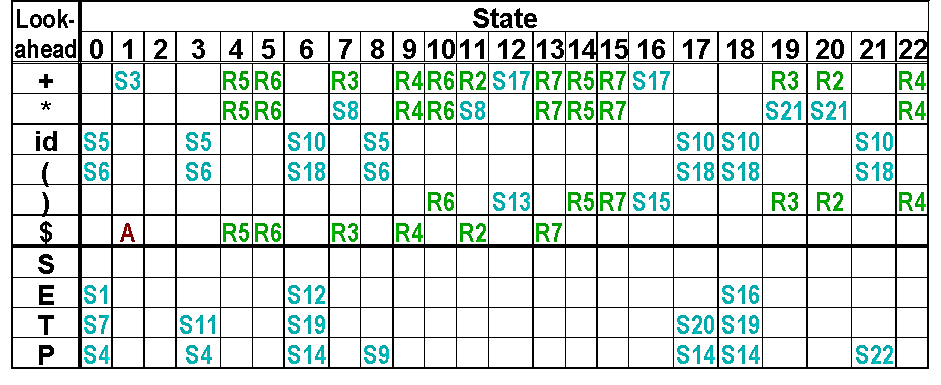 Look-
ahead
State
0 1 2 3 4 5 6 7 8 9 10 11 12 13 14 15 16 17 18 19 20 21 22
+ S3 R5 R6 R3 R4 R6 R2 S17 R7 R5 R7 S17 R3 R2 R4
* R5 R6 S8 R4 R6 S8 R7 R5 R7 S21 S21 R4
id S5 S5 S10 S5 S10 S10 S10
( S6 S6 S18 S6 S18 S18 S18
) R6 S13 R5 R7 S15 R3 R2 R4
$ A R5 R6 R3 R4 R2 R7
S
E S1 S12 S16
T S7 S11 S19 S20 S19
P S4 S4 S14 S9 S14 S14 S22